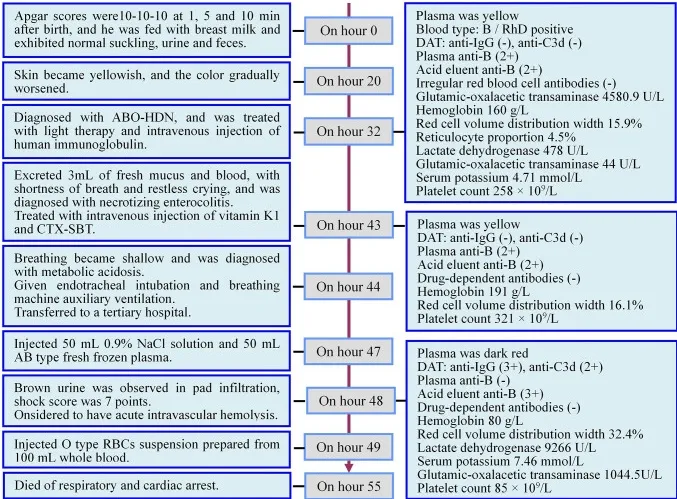 Apgar scores were10-10-10 at 1, 5 and 10 min
after birth, and he was fed with breast milk and
exhibited normal suckling, urine and feces.
On hour 0
Skin became yellowish, and the color gradually
worsened.
On hour 20
Diagnosed with ABO-HDN, and was treated
with light therapy and intravenous injection of
human immunoglobulin.
On hour 32
Plasma was yellow
Blood type: B / RhD positive
DAT: anti-IgG (-), anti-C3d (-)
Plasma anti-B (2+)
Acid eluent anti-B (2+)
Irregular red blood cell antibodies (-)
Glutamic-oxalacetic transaminase 4580.9 U/L
Hemoglobin 160 g/L
Red cell volume distribution width 15.9%
Reticulocyte proportion 4.5%
Lactate dehydrogenase 478 U/L
Glutamic-oxalacetic transaminase 44 U/L
Serum potassium 4.71 mmol/L
Platelet count 258 × 10⁹/L
Excreted 3mL of fresh mucus and blood, with
shortness of breath and restless crying, and was
diagnosed with necrotizing enterocolitis.
Treated with intravenous injection of vitamin K1
and CTX-SBT.
On hour 43
Plasma was yellow
DAT: anti-IgG (-), anti-C3d (-)
Plasma anti-B (2+)
Acid eluent anti-B (2+)
Drug-dependent antibodies (-)
Hemoglobin 191 g/L
Red cell volume distribution width 16.1%
Platelet count 321 × 10⁹/L
Breathing became shallow and was diagnosed
with metabolic acidosis.
Given endotracheal intubation and breathing
machine auxiliary ventilation.
Transferred to a tertiary hospital.
On hour 44
Injected 50 mL 0.9% NaCl solution and 50 mL
AB type fresh frozen plasma.
On hour 47
Brown urine was observed in pad infiltration,
shock score was 7 points.
Onsidered to have acute intravascular hemolysis.
On hour 48
Plasma was dark red
DAT: anti-IgG (3+), anti-C3d (2+)
Plasma anti-B (-)
Acid eluent anti-B (3+)
Drug-dependent antibodies (-)
Hemoglobin 80 g/L
Red cell volume distribution width 32.4%
Lactate dehydrogenase 9266 U/L
Serum potassium 7.46 mmol/L
Glutamic-oxalacetic transaminase 1044.5U/L
Platelet count 85 × 10⁹/L
Injected O type RBCs suspension prepared from
100 mL whole blood.
On hour 49
Died of respiratory and cardiac arrest.
On hour 55